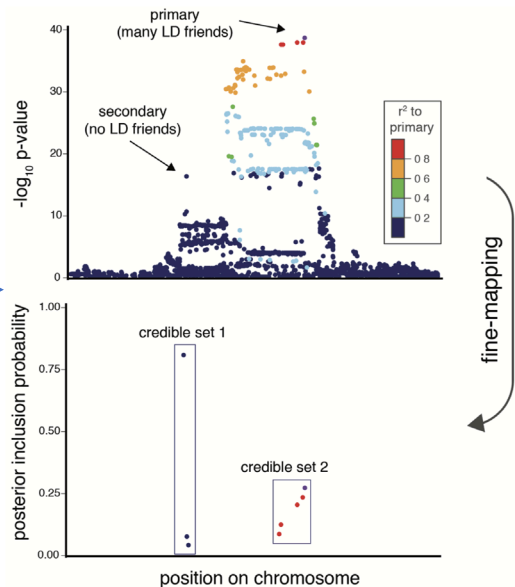 primary
(many LD friends)
secondary
(no LD friends)
-log10 p-value
40
30
20
10
0
r2 to
primary
0 8
0 6
0 4
0 2
fine-mapping
posterior inclusion probability
1.00
0.75
0.50
0.25
0.00
credible set 1
credible set 2
position on chromosome